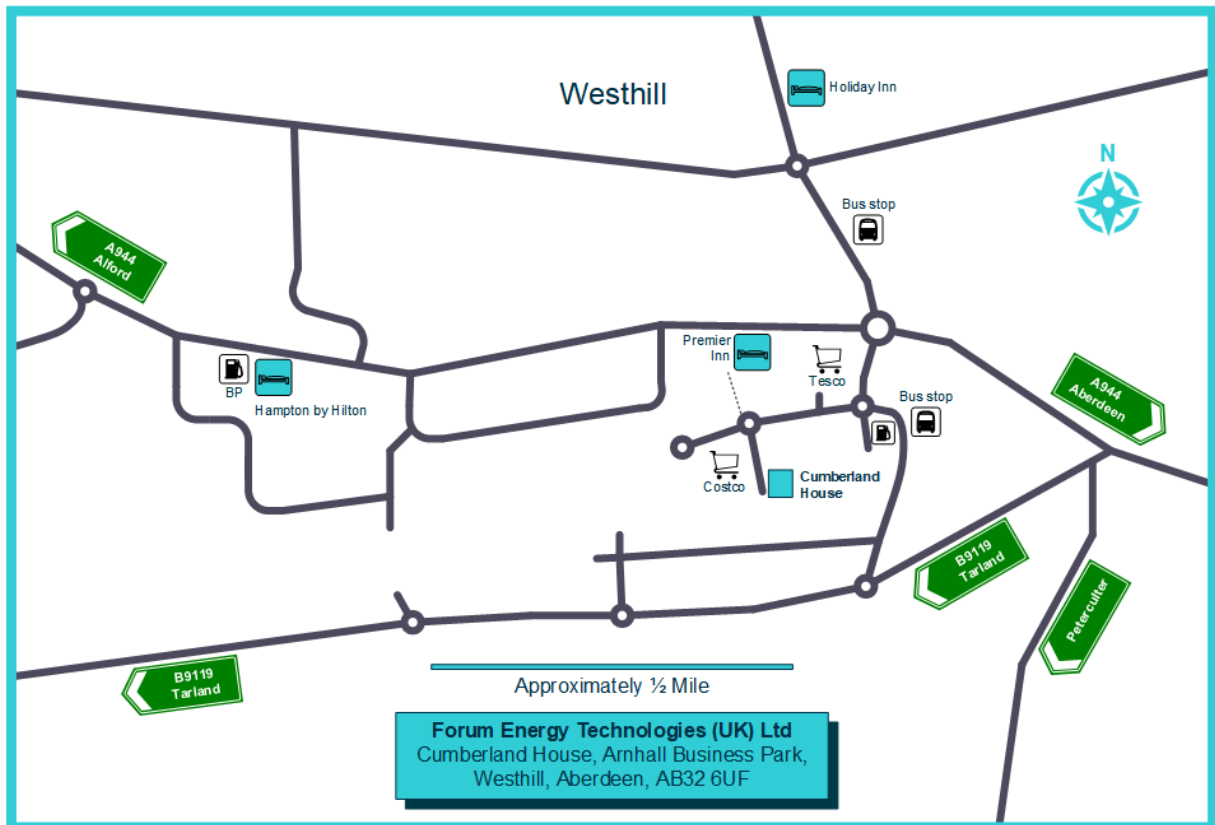 Westhill
Holiday Inn
N
Bus stop
A944
Alford
Premier
Inn
Tesco
BP
Hampton by Hilton
Bus stop
A944
Aberdeen
Costco
Cumberland
House
B9119
Tarland
Peterculter
B9119
Tarland
Approximately ½ Mile
Forum Energy Technologies (UK) Ltd
Cumberland House, Arnhall Business Park,
Westhill, Aberdeen, AB32 6UF